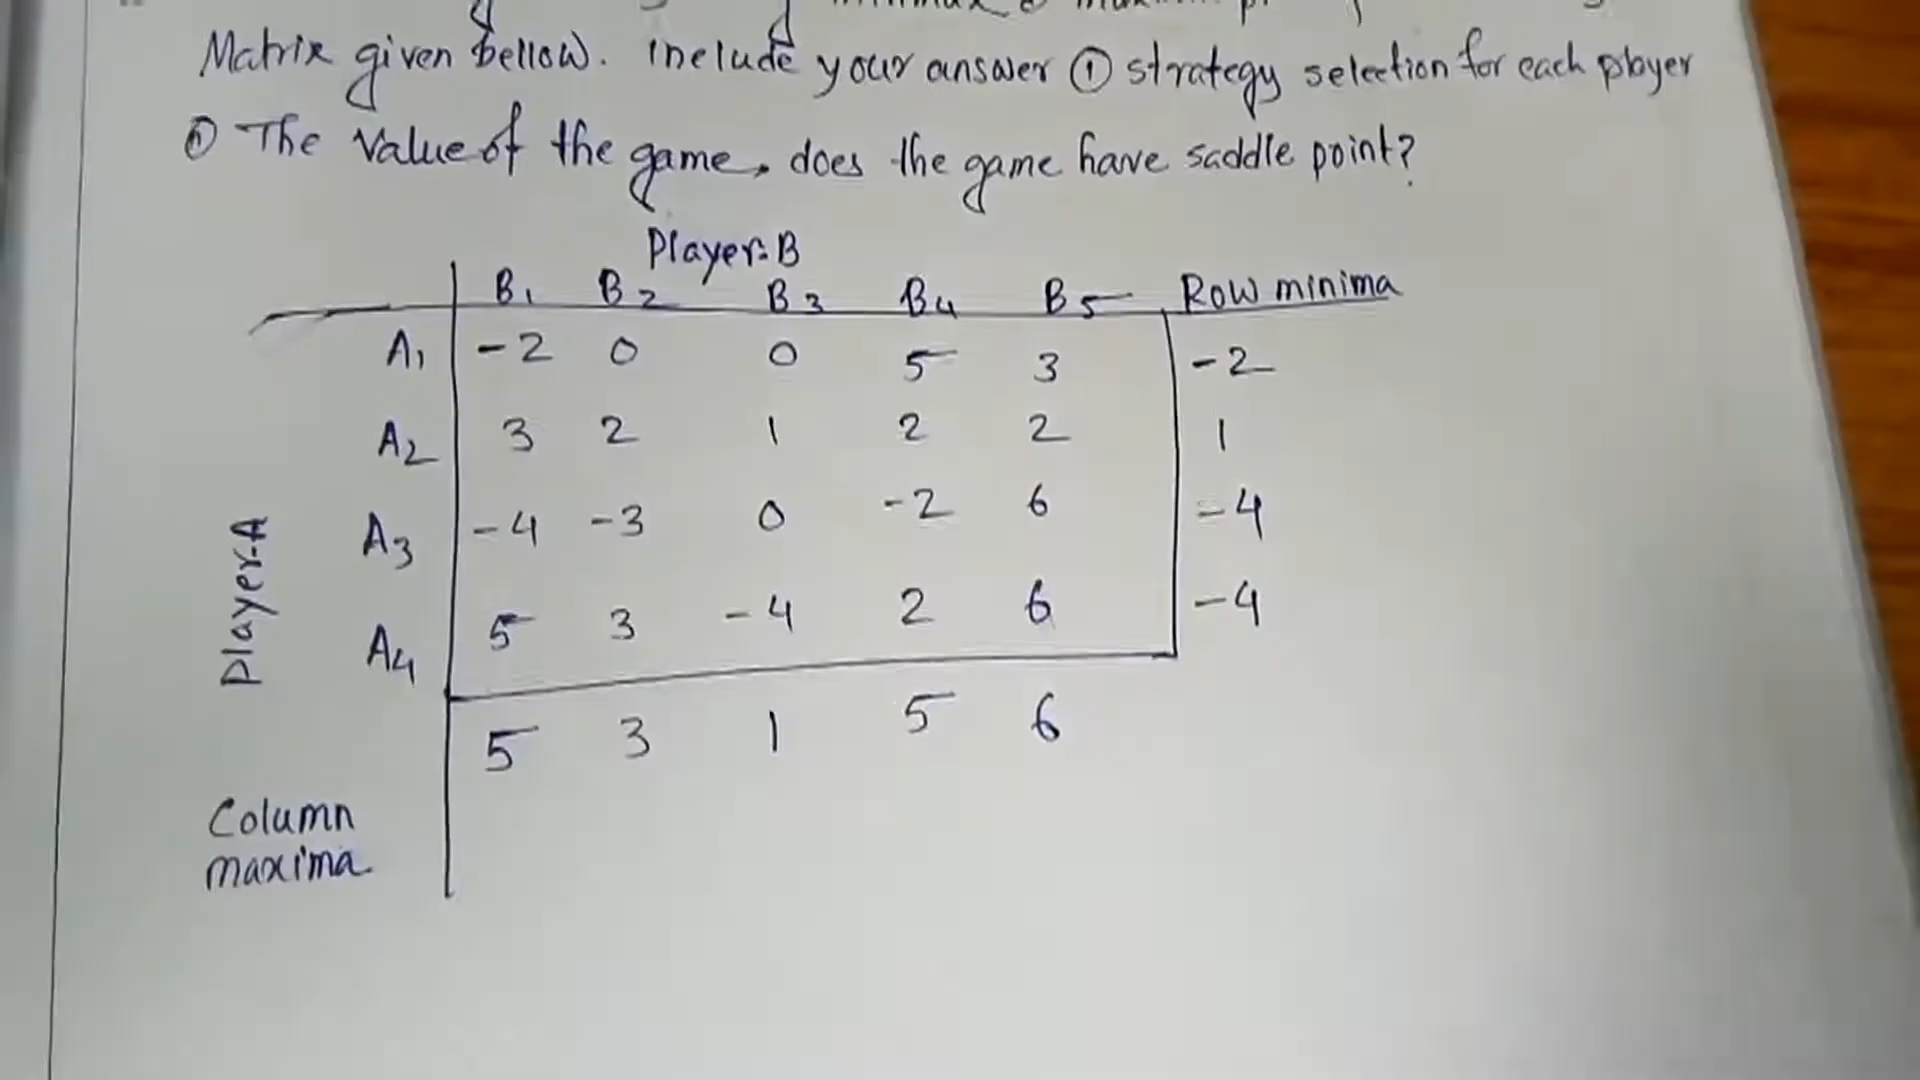 Matrix given bellow. include your answer ① strategy selection for each player
⑪ The value of the game. does the game have saddle point?
Player:B
B1 B2 B3 B4 B5 Row minima
A1 -2 0 0 5 3 -2
A2 3 2 1 2 2 1
A3 -4 -3 0 -2 6 -4
A4 5 3 -4 2 6 -4
Player-A
5 3 1 5 6
Column
maxima